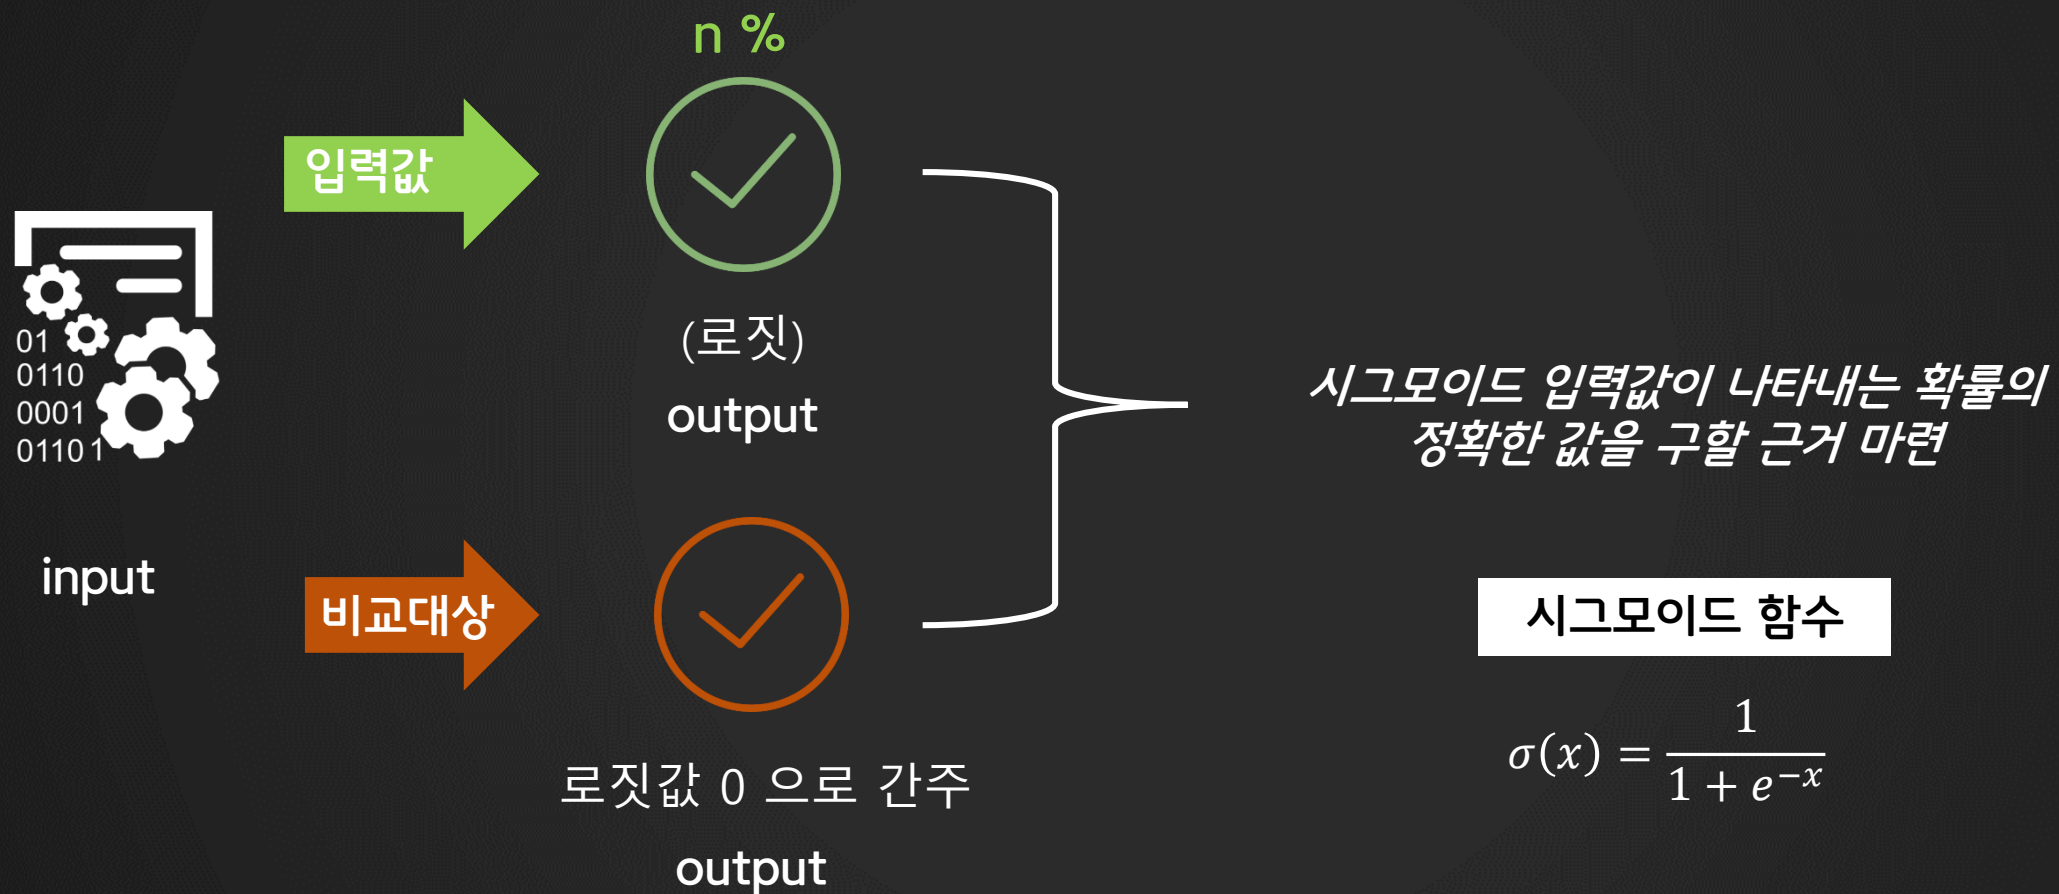 n %
입력값
01
0110
0001
01101
input
(로짓)
output
비교대상
로짓값 0 으로 간주
output
시그모이드 입력값이 나타내는 확률의
정확한 값을 구할 근거 마련
시그모이드 함수
σ(x) = 1 / (1 + e^{-x})